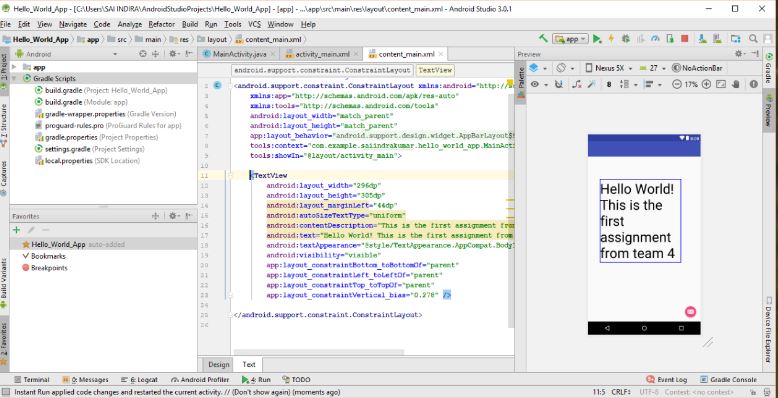 Hello_World_App - [C:\Users\SAI INDIRA\AndroidStudioProjects\Hello_World_App] - [app] - ...\app\src\main\res\layout\content_main.xml - Android Studio 3.0.1
File Edit View Navigate Code Analyze Refactor Build Run Tools VCS Window Help
Hello_World_App app src main res layout content_main.xml
app
Android
MainActivity.java activity_main.xml content_main.xml
Preview
app
Gradle Scripts
build.gradle (Project: Hello_World_App)
build.gradle (Module: app)
gradle-wrapper.properties (Gradle Version)
proguard-rules.pro (ProGuard Rules for app)
gradle.properties (Project Properties)
settings.gradle (Project Settings)
local.properties (SDK Location)
Favorites
Hello_World_App auto-added
Bookmarks
Breakpoints
1: Project
Z: Structure
Captures
Build Variants
2: Favorites
android.support.constraint.ConstraintLayout TextView
<android.support.constraint.ConstraintLayout xmlns:android="http://s
xmlns:app="http://schemas.android.com/apk/res-auto"
xmlns:tools="http://schemas.android.com/tools"
android:layout_width="match_parent"
android:layout_height="match_parent"
app:layout_behavior="android.support.design.widget.AppBarLayout$
tools:context="com.example.saiindrakumar.hello_world_app.MainActi
tools:showIn="@layout/activity_main">
<TextView
android:layout_width="296dp"
android:layout_height="305dp"
android:layout_marginLeft="44dp"
android:autoSizeTextType="uniform"
android:contentDescription="This is the first assignment from
android:text="Hello World! This is the first assignment from
android:textAppearance="@style/TextAppearance.AppCompat.Body1
android:visibility="visible"
app:layout_constraintBottom_toBottomOf="parent"
app:layout_constraintLeft_toLeftOf="parent"
app:layout_constraintTop_toTopOf="parent"
app:layout_constraintVertical_bias="0.278" />
</android.support.constraint.ConstraintLayout>
Design Text
Palette
Nexus 5X 27 NoActionBar
8 17%
8:00
Hello World!
This is the
first
assignment
from team 4
Gradle
Preview
Device File Explorer
Terminal 0: Messages 6: Logcat Android Profiler 4: Run TODO
Event Log Gradle Console
Instant Run applied code changes and restarted the current activity. // (Don't show again) (moments ago)
11:5 CRLF UTF-8 Context: <no context>